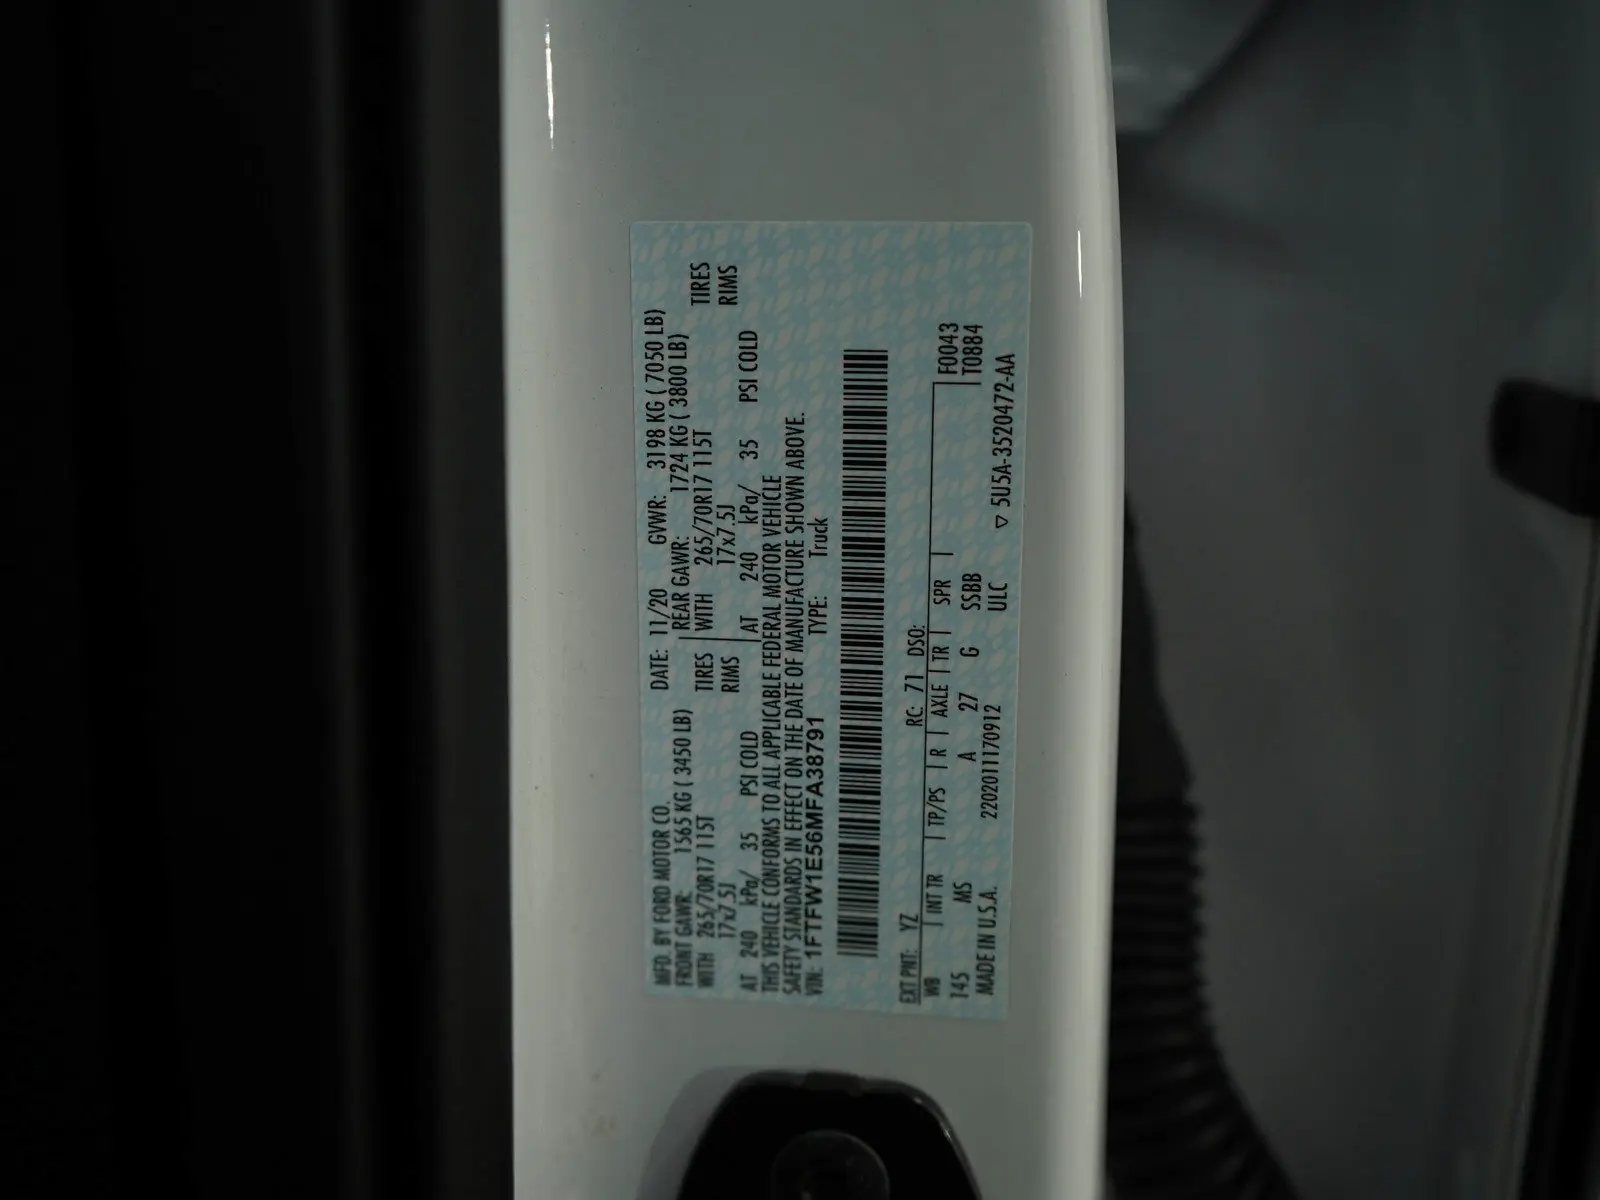 MFD. BY FORD MOTOR CO. DATE: 11/20 GVWR: 3198 KG ( 7050 LB)
FRONT GAWR: 1565 KG ( 3450 LB) REAR GAWR: 1724 KG ( 3800 LB)
WITH 265/70R17 115T TIRES WITH 265/70R17 115T TIRES
17x7.5J RIMS 17x7.5J RIMS
AT 240 kPa/ 35 PSI COLD AT 240 kPa/ 35 PSI COLD
THIS VEHICLE CONFORMS TO ALL APPLICABLE FEDERAL MOTOR VEHICLE
SAFETY STANDARDS IN EFFECT ON THE DATE OF MANUFACTURE SHOWN ABOVE.
VIN: 1FTFW1E56MFA38791 TYPE: Truck
EXT PNT: YZ RC: 71 DSO:
WB INT TR TP/PS R AXLE TR SPR F0043
145 MS A 27 G SSBB T0884
MADE IN U.S.A. 220201117​0912 ULC ▽ 5U5A-3520472-AA